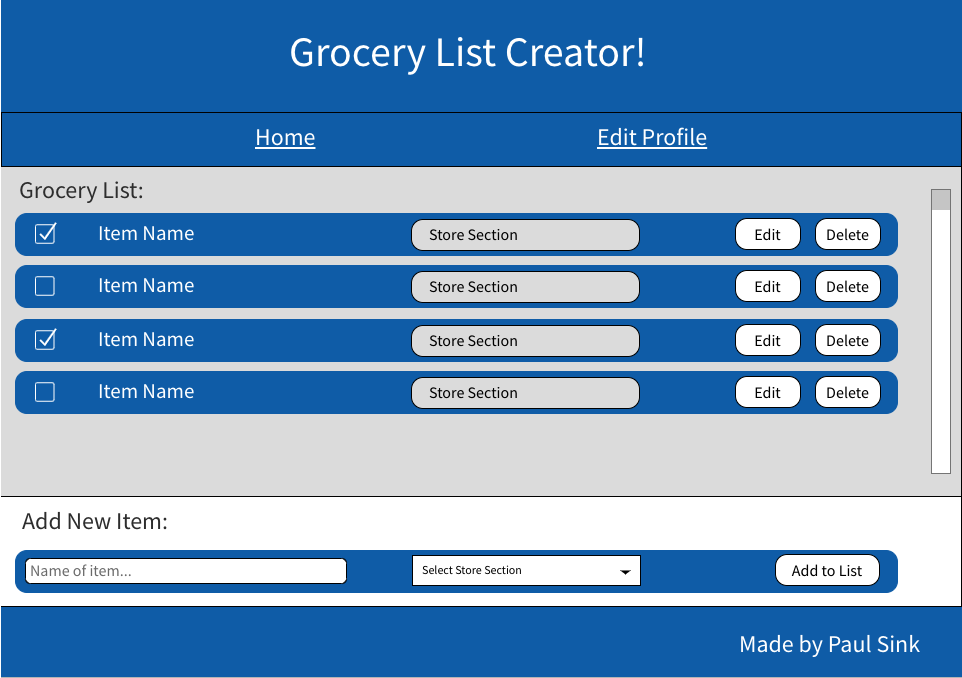 Grocery List Creator!
Home Edit Profile
Grocery List:
Item Name Store Section Edit Delete
Item Name Store Section Edit Delete
Item Name Store Section Edit Delete
Item Name Store Section Edit Delete
Add New Item:
Name of item... Select Store Section Add to List
Made by Paul Sink